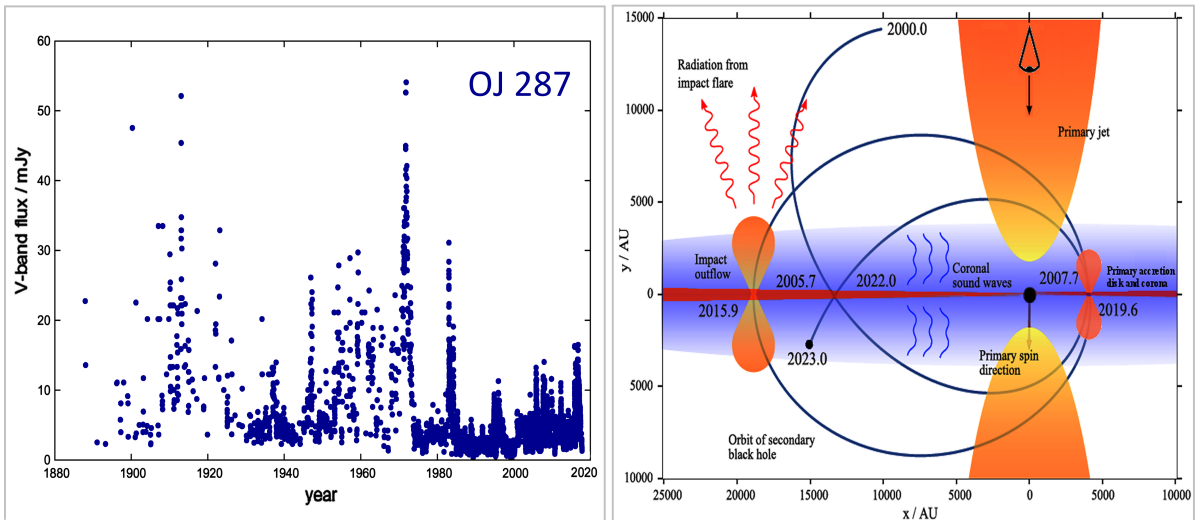 OJ 287
V-band flux / mJy
60
50
40
30
20
10
0
1880
1900
1920
1940
1960
1980
2000
2020
year
15000
10000
5000
0
5000
10000
y / AU
2000.0
Radiation from
impact flare
Primary jet
Impact
outflow
2005.7
2022.0
Coronal
sound waves
2007.7
Primary accretion
disk and corona
2015.9
2019.6
2023.0
Primary spin
direction
Orbit of secondary
black hole
25000
20000
15000
10000
5000
0
5000
10000
x / AU